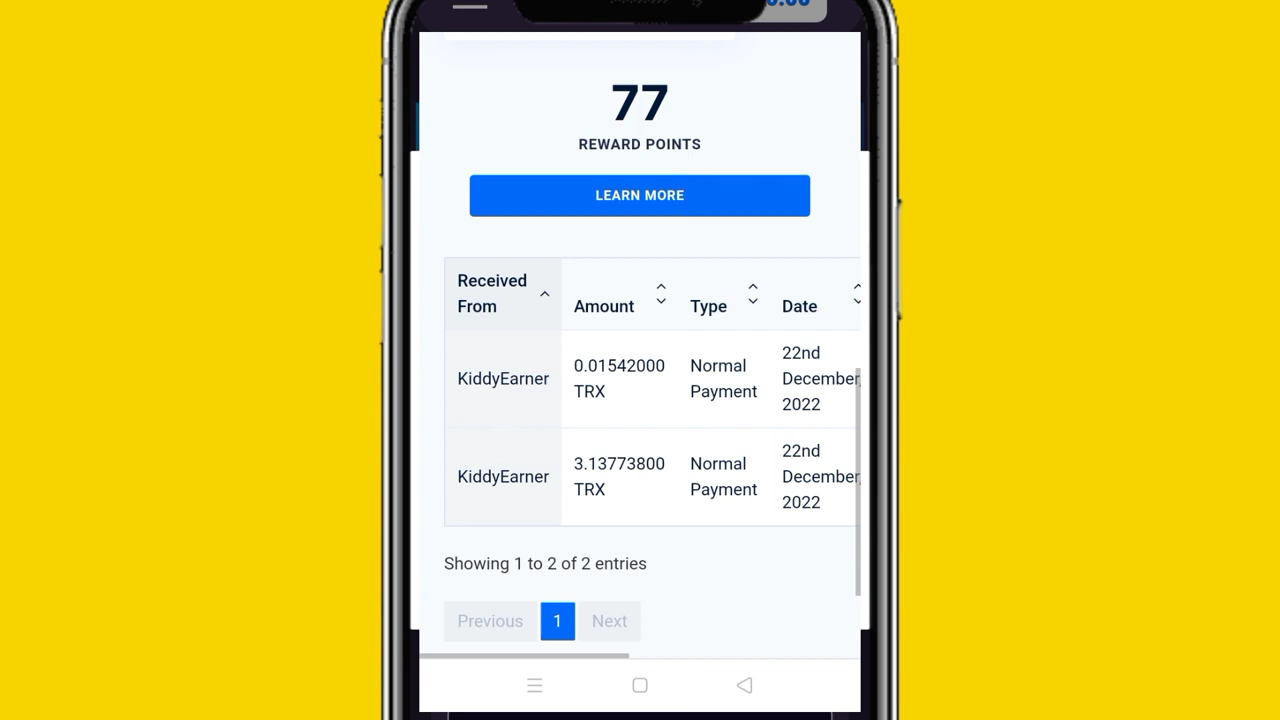 77
REWARD POINTS
LEARN MORE
Received From
Amount
Type
Date
KiddyEarner
0.01542000 TRX
Normal Payment
22nd December, 2022
KiddyEarner
3.13773800 TRX
Normal Payment
22nd December, 2022
Showing 1 to 2 of 2 entries
Previous
1
Next